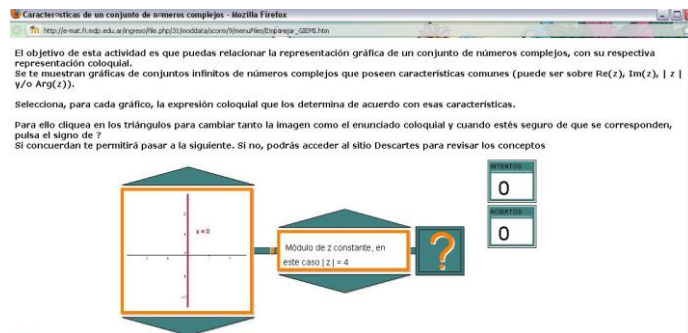 Caracter=sticas de un conjunto de n=meros complejos - Mozilla Firefox
http://e-mat.fi.mdp.edu.ar/ingreso/file.php/31/moddata/scorm/9/menuFiles/Emparejar_GIEMI.htm
El objetivo de esta actividad es que puedas relacionar la representación gráfica de un conjunto de números complejos, con su respectiva
representación coloquial.
Se te muestran gráficas de conjuntos infinitos de números complejos que poseen características comunes (puede ser sobre Re(z), Im(z), | z |
y/o Arg(z)).
Selecciona, para cada gráfico, la expresión coloquial que los determina de acuerdo con esas características.
Para ello cliquea en los triángulos para cambiar tanto la imagen como el enunciado coloquial y cuando estés seguro de que se corresponden,
pulsa el signo de ?
Si concuerdan te permitirá pasar a la siguiente. Si no, podrás acceder al sitio Descartes para revisar los conceptos
INTENTOS
0
ACIERTOS
0
x = 0
Módulo de z constante, en
este caso | z | = 4
?